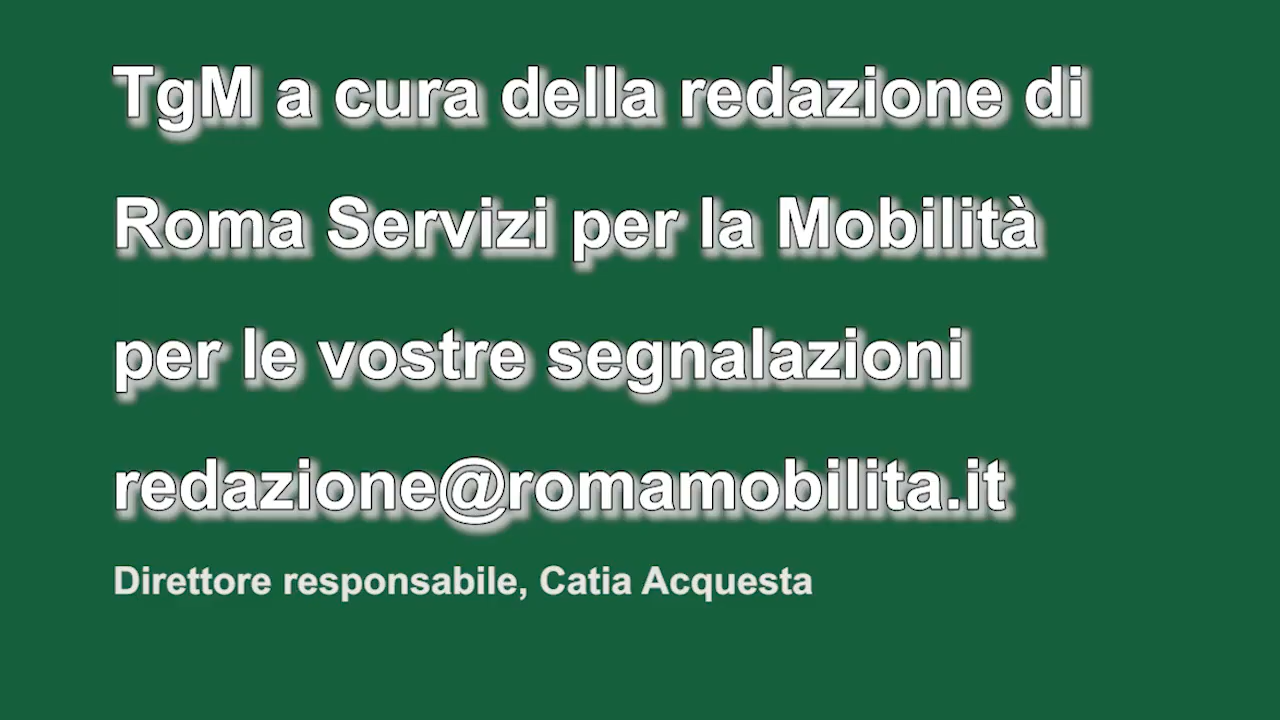 TgM a cura della redazione di
Roma Servizi per la Mobilità
per le vostre segnalazioni
redazione@romamobilita.it
Direttore responsabile, Catia Acquesta